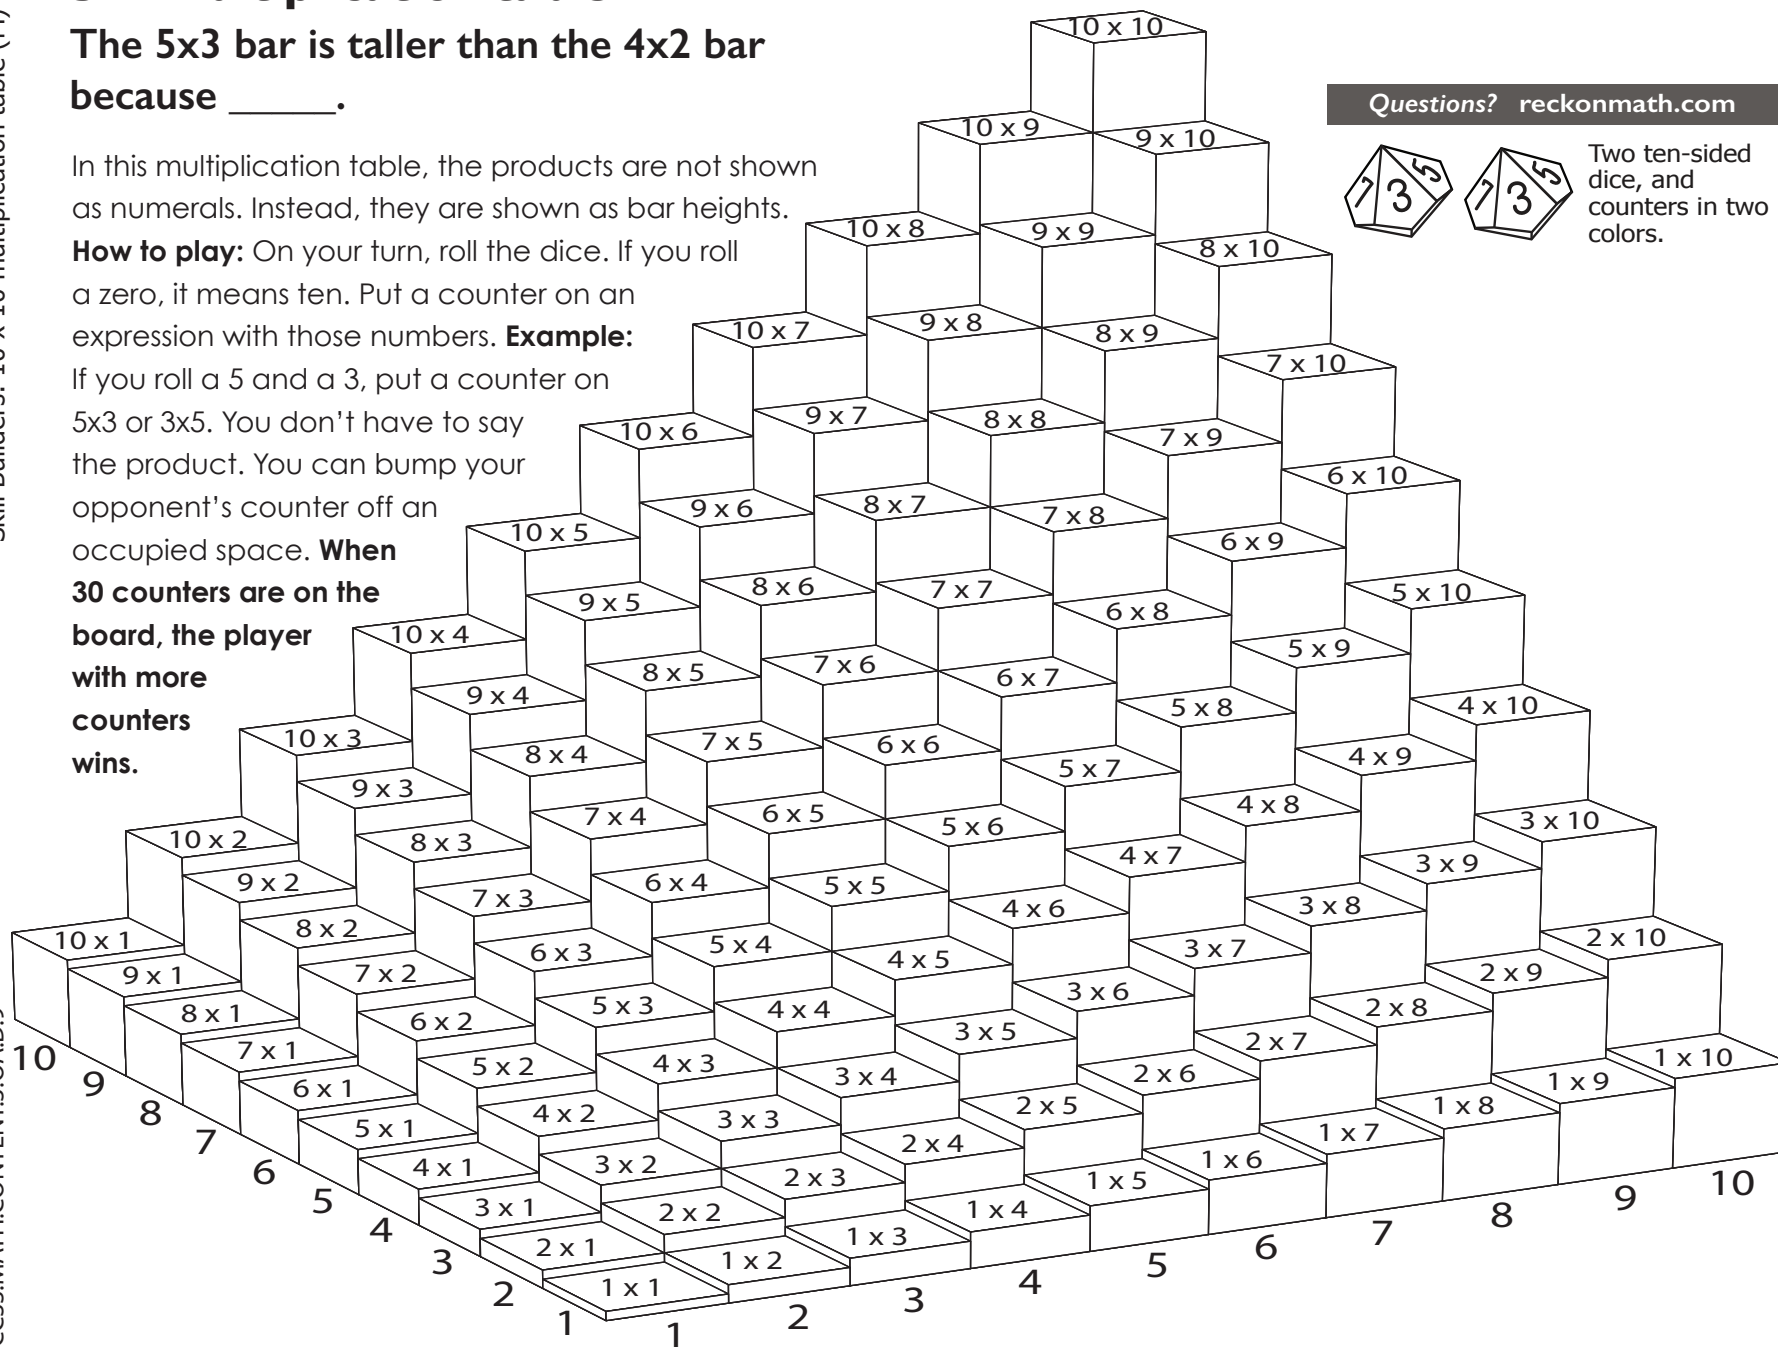 The 5x3 bar is taller than the 4x2 bar
because _____.
In this multiplication table, the products are not shown
as numerals. Instead, they are shown as bar heights.
How to play: On your turn, roll the dice. If you roll
a zero, it means ten. Put a counter on an
expression with those numbers. Example:
If you roll a 5 and a 3, put a counter on
5x3 or 3x5. You don't have to say
the product. You can bump your
opponent's counter off an
occupied space. When
30 counters are on the
board, the player
with more
counters
wins.
Questions? reckonmath.com
1 3 5
1 3 5
Two ten-sided
dice, and
counters in two
colors.
10 x 10
10 x 9
9 x 10
10 x 8
9 x 9
8 x 10
10 x 7
9 x 8
8 x 9
7 x 10
10 x 6
9 x 7
8 x 8
7 x 9
6 x 10
10 x 5
9 x 6
8 x 7
7 x 8
6 x 9
5 x 10
10 x 4
9 x 5
8 x 6
7 x 7
6 x 8
5 x 9
4 x 10
10 x 3
9 x 4
8 x 5
7 x 6
6 x 7
5 x 8
4 x 9
3 x 10
10 x 2
9 x 3
8 x 4
7 x 5
6 x 6
5 x 7
4 x 8
3 x 9
2 x 10
10 x 1
9 x 2
8 x 3
7 x 4
6 x 5
5 x 6
4 x 7
3 x 8
2 x 9
1 x 10
9 x 1
8 x 2
7 x 3
6 x 4
5 x 5
4 x 6
3 x 7
2 x 8
1 x 9
8 x 1
7 x 2
6 x 3
5 x 4
4 x 5
3 x 6
2 x 7
1 x 8
7 x 1
6 x 2
5 x 3
4 x 4
3 x 5
2 x 6
1 x 7
6 x 1
5 x 2
4 x 3
3 x 4
2 x 5
1 x 6
5 x 1
4 x 2
3 x 3
2 x 4
1 x 5
4 x 1
3 x 2
2 x 3
1 x 4
3 x 1
2 x 2
1 x 3
2 x 1
1 x 2
1 x 1
10
9
8
7
6
5
4
3
2
1
1
2
3
4
5
6
7
8
9
10